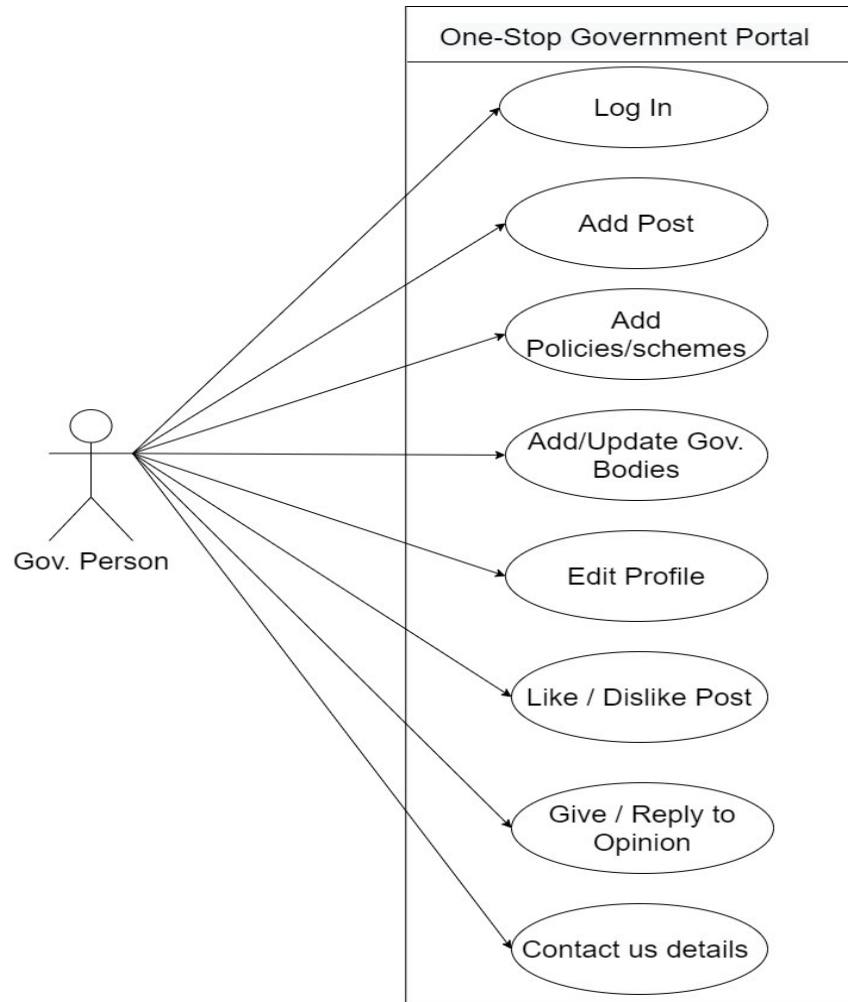 One-Stop Government Portal
Log In
Add Post
Add
Policies/schemes
Add/Update Gov.
Bodies
Gov. Person
Edit Profile
Like / Dislike Post
Give / Reply to
Opinion
Contact us details